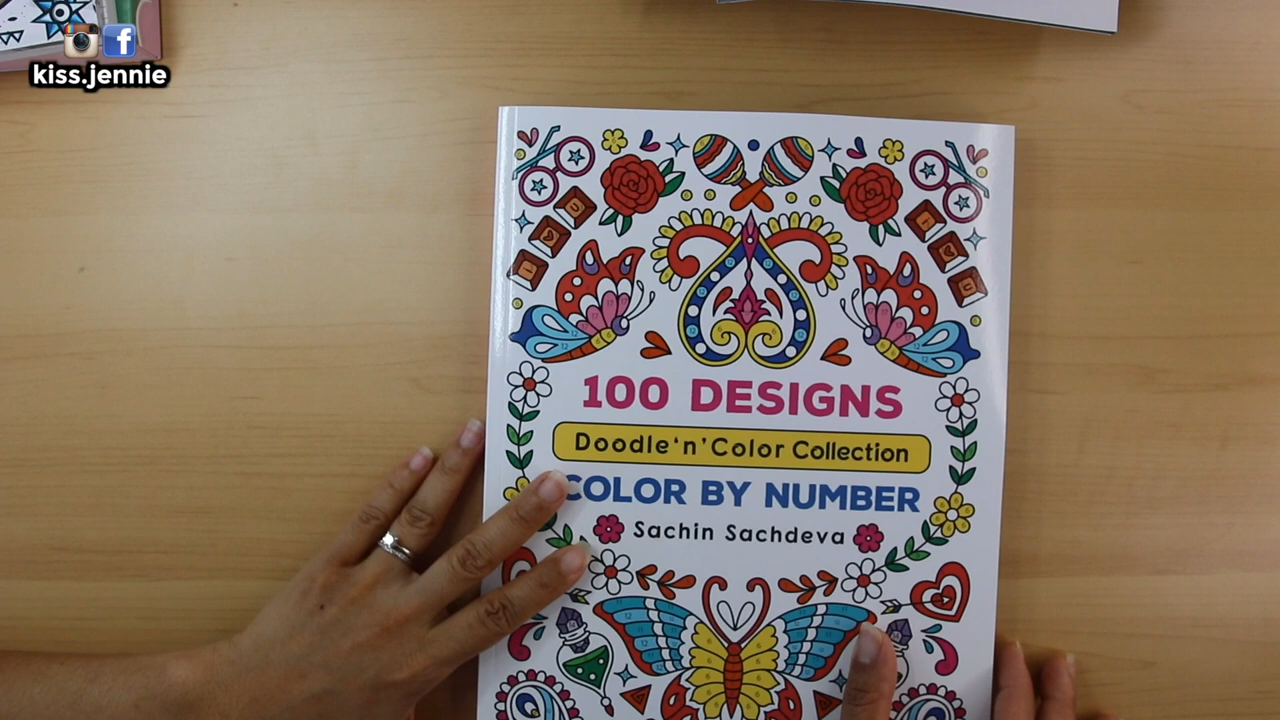 kiss.jennie
100 DESIGNS
Doodle 'n' Color Collection
COLOR BY NUMBER
Sachin Sachdeva